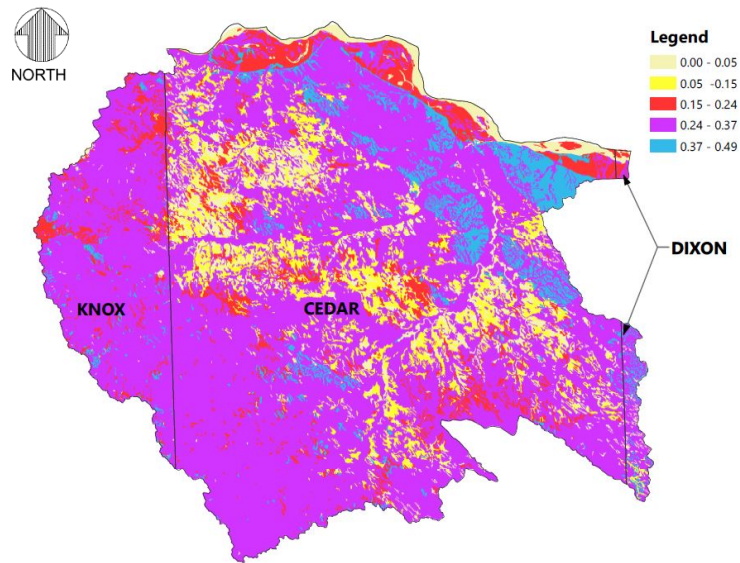 NORTH
Legend
0.00 - 0.05
0.05 -0.15
0.15 - 0.24
0.24 - 0.37
0.37 - 0.49
DIXON
KNOX
CEDAR